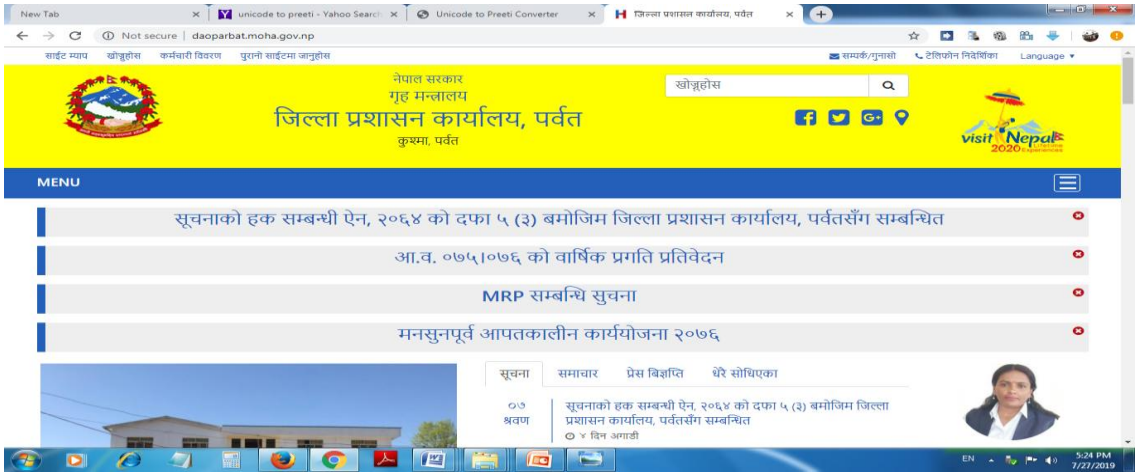 New Tab
unicode to preeti - Yahoo Search
Unicode to Preeti Converter
जिल्ला प्रशासन कार्यालय, पर्वत
Not secure | daoparbat.moha.gov.np
साईट म्याप खोज्नुहोस कर्मचारी विवरण पुरानो साईटमा जानुहोस
सम्पर्क/गुनासो टेलिफोन निर्देशिका Language
नेपाल सरकार
गृह मन्त्रालय
जिल्ला प्रशासन कार्यालय, पर्वत
कुश्मा, पर्वत
खोज्नुहोस
visit Nepal
2020 Lifetime Experiences
MENU
सूचनाको हक सम्बन्धी ऐन, २०६४ को दफा ५ (३) बमोजिम जिल्ला प्रशासन कार्यालय, पर्वतसँग सम्बन्धित
आ.व. ०७५।०७६ को वार्षिक प्रगति प्रतिवेदन
MRP सम्बन्धि सुचना
मनसुनपूर्व आपतकालीन कार्ययोजना २०७६
सूचना समाचार प्रेस बिज्ञप्ति धेरै सोधिएका
०७
श्रवण
सूचनाको हक सम्बन्धी ऐन, २०६४ को दफा ५ (३) बमोजिम जिल्ला
प्रशासन कार्यालय, पर्वतसँग सम्बन्धित
४ दिन अगाडी
EN
5:24 PM
7/27/2019